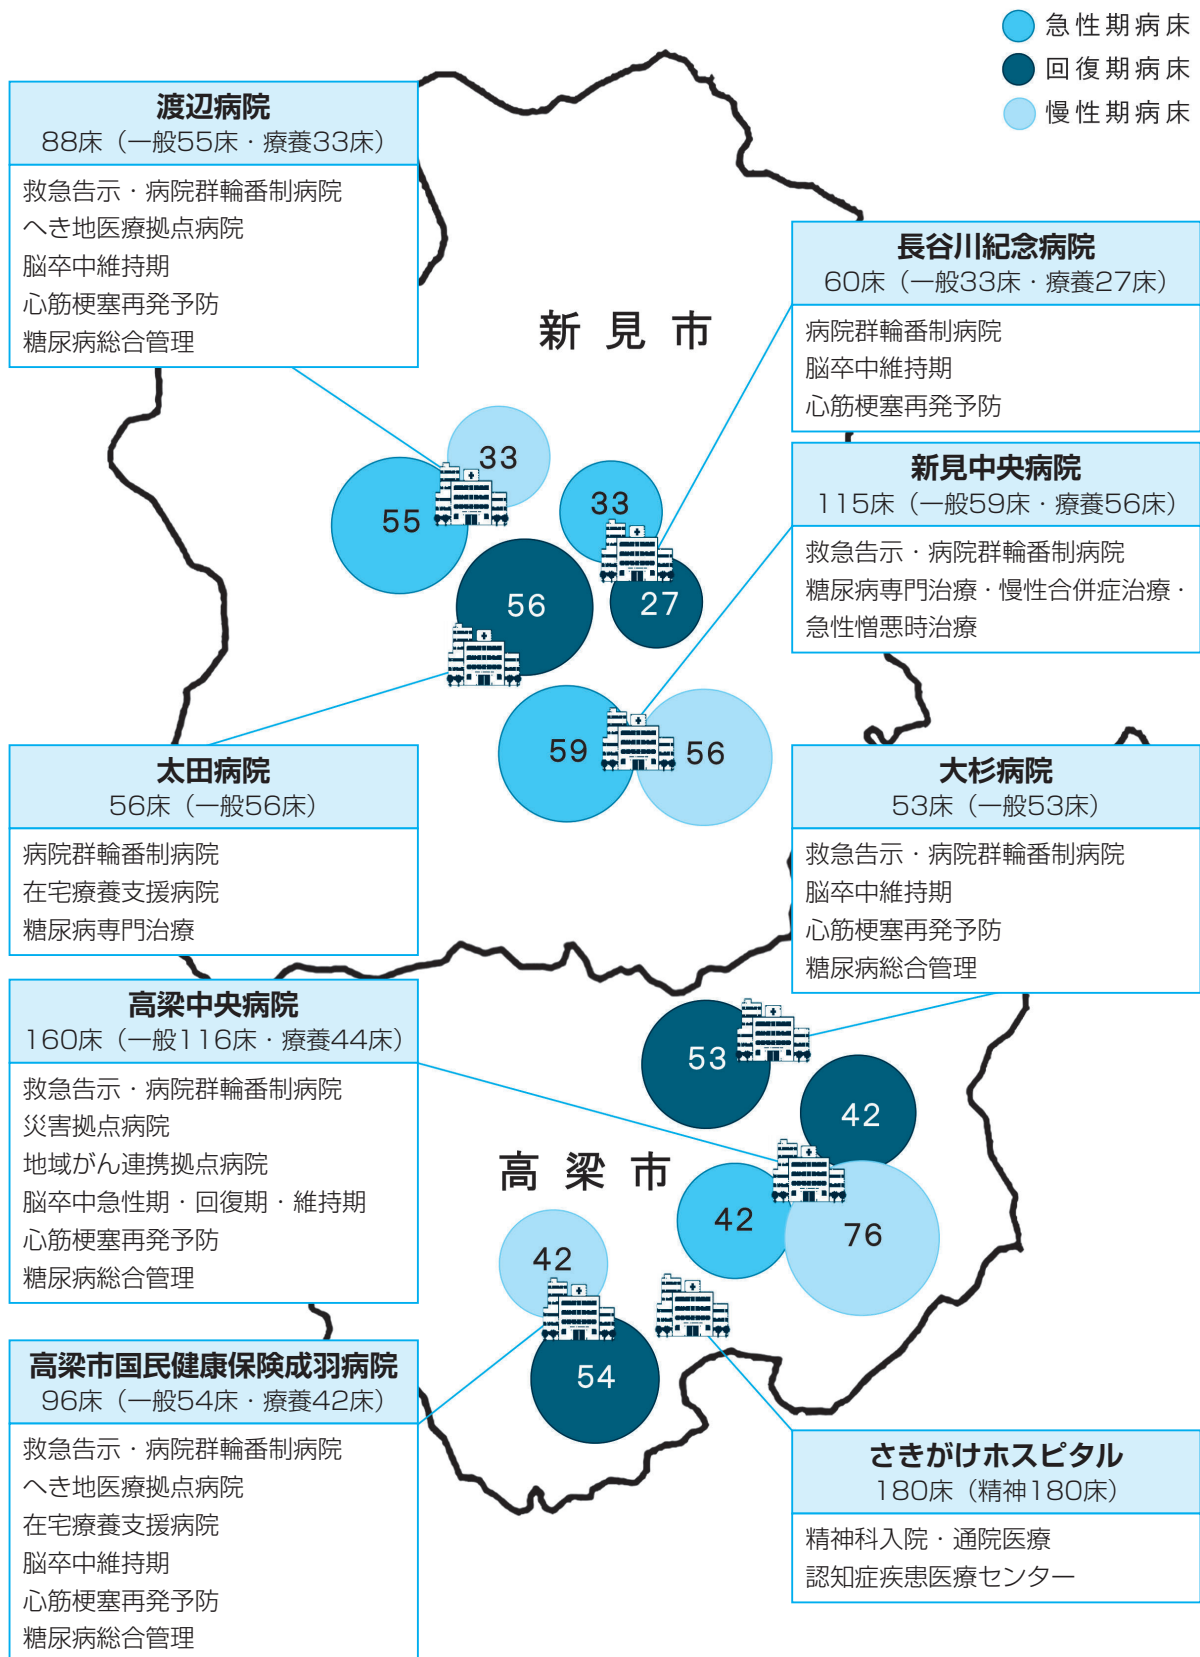 急性期病床
回復期病床
慢性期病床
渡辺病院
88床（一般55床・療養33床）
救急告示・病院群輪番制病院
へき地医療拠点病院
脳卒中維持期
心筋梗塞再発予防
糖尿病総合管理
長谷川紀念病院
60床（一般33床・療養27床）
病院群輪番制病院
脳卒中維持期
心筋梗塞再発予防
新見市
新見中央病院
115床（一般59床・療養56床）
救急告示・病院群輪番制病院
糖尿病専門治療・慢性合併症治療・
急性憎悪時治療
33
55
33
56
27
59
56
太田病院
56床（一般56床）
病院群輪番制病院
在宅療養支援病院
糖尿病専門治療
大杉病院
53床（一般53床）
救急告示・病院群輪番制病院
脳卒中維持期
心筋梗塞再発予防
糖尿病総合管理
高梁中央病院
160床（一般116床・療養44床）
救急告示・病院群輪番制病院
災害拠点病院
地域がん連携拠点病院
脳卒中急性期・回復期・維持期
心筋梗塞再発予防
糖尿病総合管理
53
42
高梁市
42
76
42
54
高梁市国民健康保険成羽病院
96床（一般54床・療養42床）
救急告示・病院群輪番制病院
へき地医療拠点病院
在宅療養支援病院
脳卒中維持期
心筋梗塞再発予防
糖尿病総合管理
さきがけホスピタル
180床（精神180床）
精神科入院・通院医療
認知症疾患医療センター